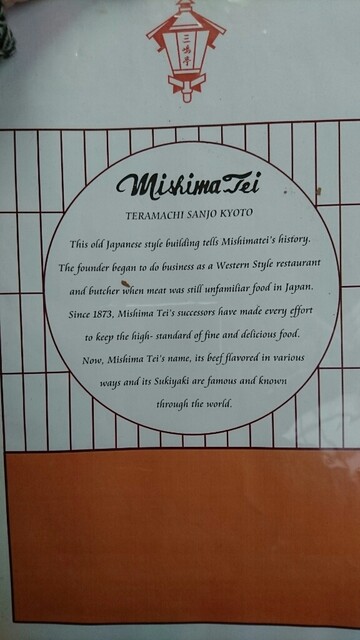 三嶋亭
Mishima Tei
TERAMACHI SANJO KYOTO
This old Japanese style building tells Mishimatei's history.
The founder began to do business as a Western Style restaurant
and butcher when meat was still unfamiliar food in Japan.
Since 1873, Mishima Tei's successors have made every effort
to keep the high- standard of fine and delicious food.
Now, Mishima Tei's name, its beef flavored in various
ways and its Sukiyaki are famous and known
through the world.